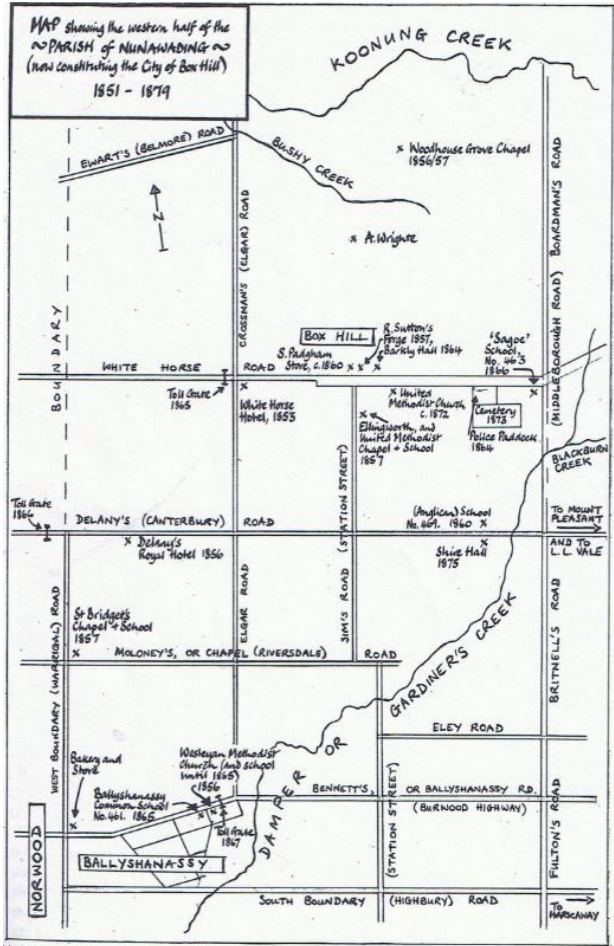 MAP showing the western half of the
~ PARISH of NUNAWADING ~
(now constituting the City of Box Hill)
1851 - 1879
KOONUNG CREEK
EWART'S (BELMORE) ROAD
BUSHY CREEK
x Woodhouse Grove Chapel
1856/57
N
x A. Wrighte
BOUNDARY
CROSSMAN'S (ELGAR) ROAD
(MIDDLEBOROUGH ROAD) BOARDMAN'S ROAD
BOX HILL
R. Sutton's
Forge 1857,
Barkly Hall 1864
S. Padgham
Store, c.1860
'Sagoe'
School,
No. 463
1866
WHITE HORSE ROAD
Toll Gate
1865
White Horse
Hotel, 1853
United
Methodist Church
c. 1872
Ellingworth, and
United Methodist
Chapel + School
1857
Cemetery
1873
Police Paddock
1864
BLACKBURN
CREEK
SIM'S ROAD (STATION STREET)
Toll Gate
1866
DELANY'S (CANTERBURY) ROAD
(Anglican) School
No. 469. 1860 x
TO MOUNT
PLEASANT
AND TO
L.L. VALE
x Delany's
Royal Hotel 1856
Shire Hall
1875
WEST BOUNDARY (WARRIGAL) ROAD
ELGAR ROAD
BRITNELL'S ROAD
St Bridget's
Chapel + School
1857
x
MOLONEY'S, OR CHAPEL (RIVERSDALE) ROAD
DAMPER OR GARDINER'S CREEK
ELEY ROAD
Bakery and
Store
Wesleyan Methodist
Church (and school
until 1865)
1856
Ballyshanassy
Common School
No. 461. 1865
BENNETT'S, OR BALLYSHANASSY RD.
(BURWOOD HIGHWAY)
(STATION STREET)
FULTON'S ROAD
Toll Gate
1867
NORWOOD
BALLYSHANASSY
SOUTH BOUNDARY (HIGHBURY) ROAD
TO
HARKAWAY